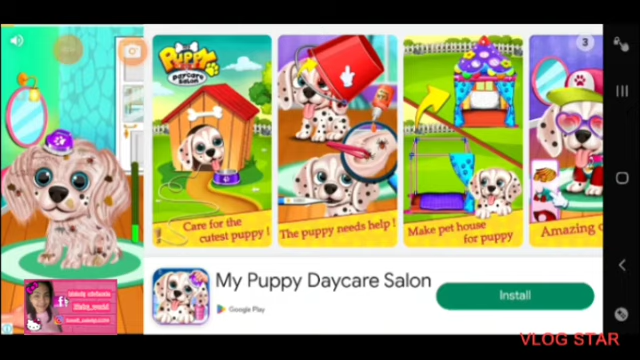 3
Puppy
Daycare
Salon
Care for the
cutest puppy !
The puppy needs help !
Make pet house
for puppy
Amazing
My Puppy Daycare Salon
Google Play
Install
VLOG STAR